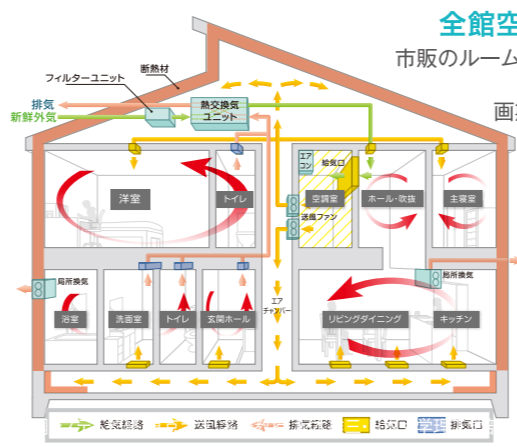 全館空
市販のルーム
画
断熱材
フィルターユニット
排気
新鮮外気
熱交換気
ユニット
エア
コン
給気口
洋室
トイレ
空調室
ホール・吹抜
主寝室
送風ファン
局所換気
局所換気
浴室
洗面室
トイレ
玄関ホール
エア
チャンバー
リビングダイニング
キッチン
給気経路 送風経路 排気経路 給気口 排気口